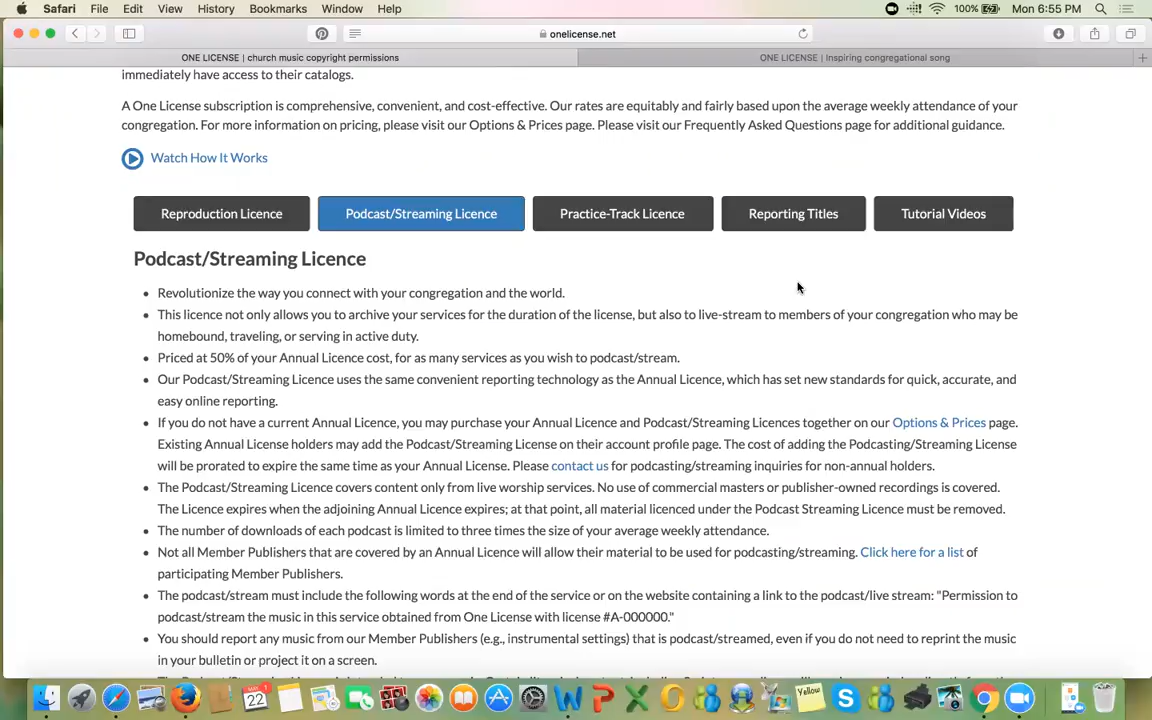 Safari File Edit View History Bookmarks Window Help 100% Mon 6:55 PM
onelicense.net
ONE LICENSE | church music copyright permissions ONE LICENSE | Inspiring congregational song
immediately have access to their catalogs.
A One License subscription is comprehensive, convenient, and cost-effective. Our rates are equitably and fairly based upon the average weekly attendance of your
congregation. For more information on pricing, please visit our Options & Prices page. Please visit our Frequently Asked Questions page for additional guidance.
Watch How It Works
Reproduction Licence Podcast/Streaming Licence Practice-Track Licence Reporting Titles Tutorial Videos
Podcast/Streaming Licence
• Revolutionize the way you connect with your congregation and the world.
• This licence not only allows you to archive your services for the duration of the license, but also to live-stream to members of your congregation who may be
homebound, traveling, or serving in active duty.
• Priced at 50% of your Annual Licence cost, for as many services as you wish to podcast/stream.
• Our Podcast/Streaming Licence uses the same convenient reporting technology as the Annual Licence, which has set new standards for quick, accurate, and
easy online reporting.
• If you do not have a current Annual Licence, you may purchase your Annual Licence and Podcast/Streaming Licences together on our Options & Prices page.
Existing Annual License holders may add the Podcast/Streaming License on their account profile page. The cost of adding the Podcasting/Streaming License
will be prorated to expire the same time as your Annual License. Please contact us for podcasting/streaming inquiries for non-annual holders.
• The Podcast/Streaming Licence covers content only from live worship services. No use of commercial masters or publisher-owned recordings is covered.
The Licence expires when the adjoining Annual Licence expires; at that point, all material licenced under the Podcast Streaming Licence must be removed.
• The number of downloads of each podcast is limited to three times the size of your average weekly attendance.
• Not all Member Publishers that are covered by an Annual Licence will allow their material to be used for podcasting/streaming. Click here for a list of
participating Member Publishers.
• The podcast/stream must include the following words at the end of the service or on the website containing a link to the podcast/live stream: "Permission to
podcast/stream the music in this service obtained from One License with license #A-000000."
• You should report any music from our Member Publishers (e.g., instrumental settings) that is podcast/streamed, even if you do not need to reprint the music
in your bulletin or project it on a screen.
MAY
22
Yellow
1